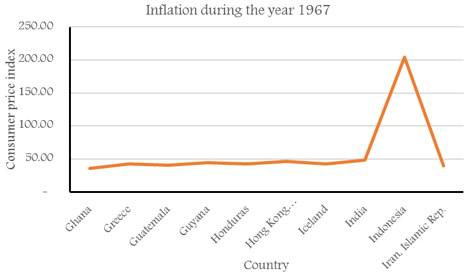 Inflation during the year 1967
Consumer price index
250.00
200.00
150.00
100.00
50.00
-
Ghana
Greece
Guatemala
Guyana
Honduras
Hong Kong...
Iceland
India
Indonesia
Iran, Islamic Rep.
Country